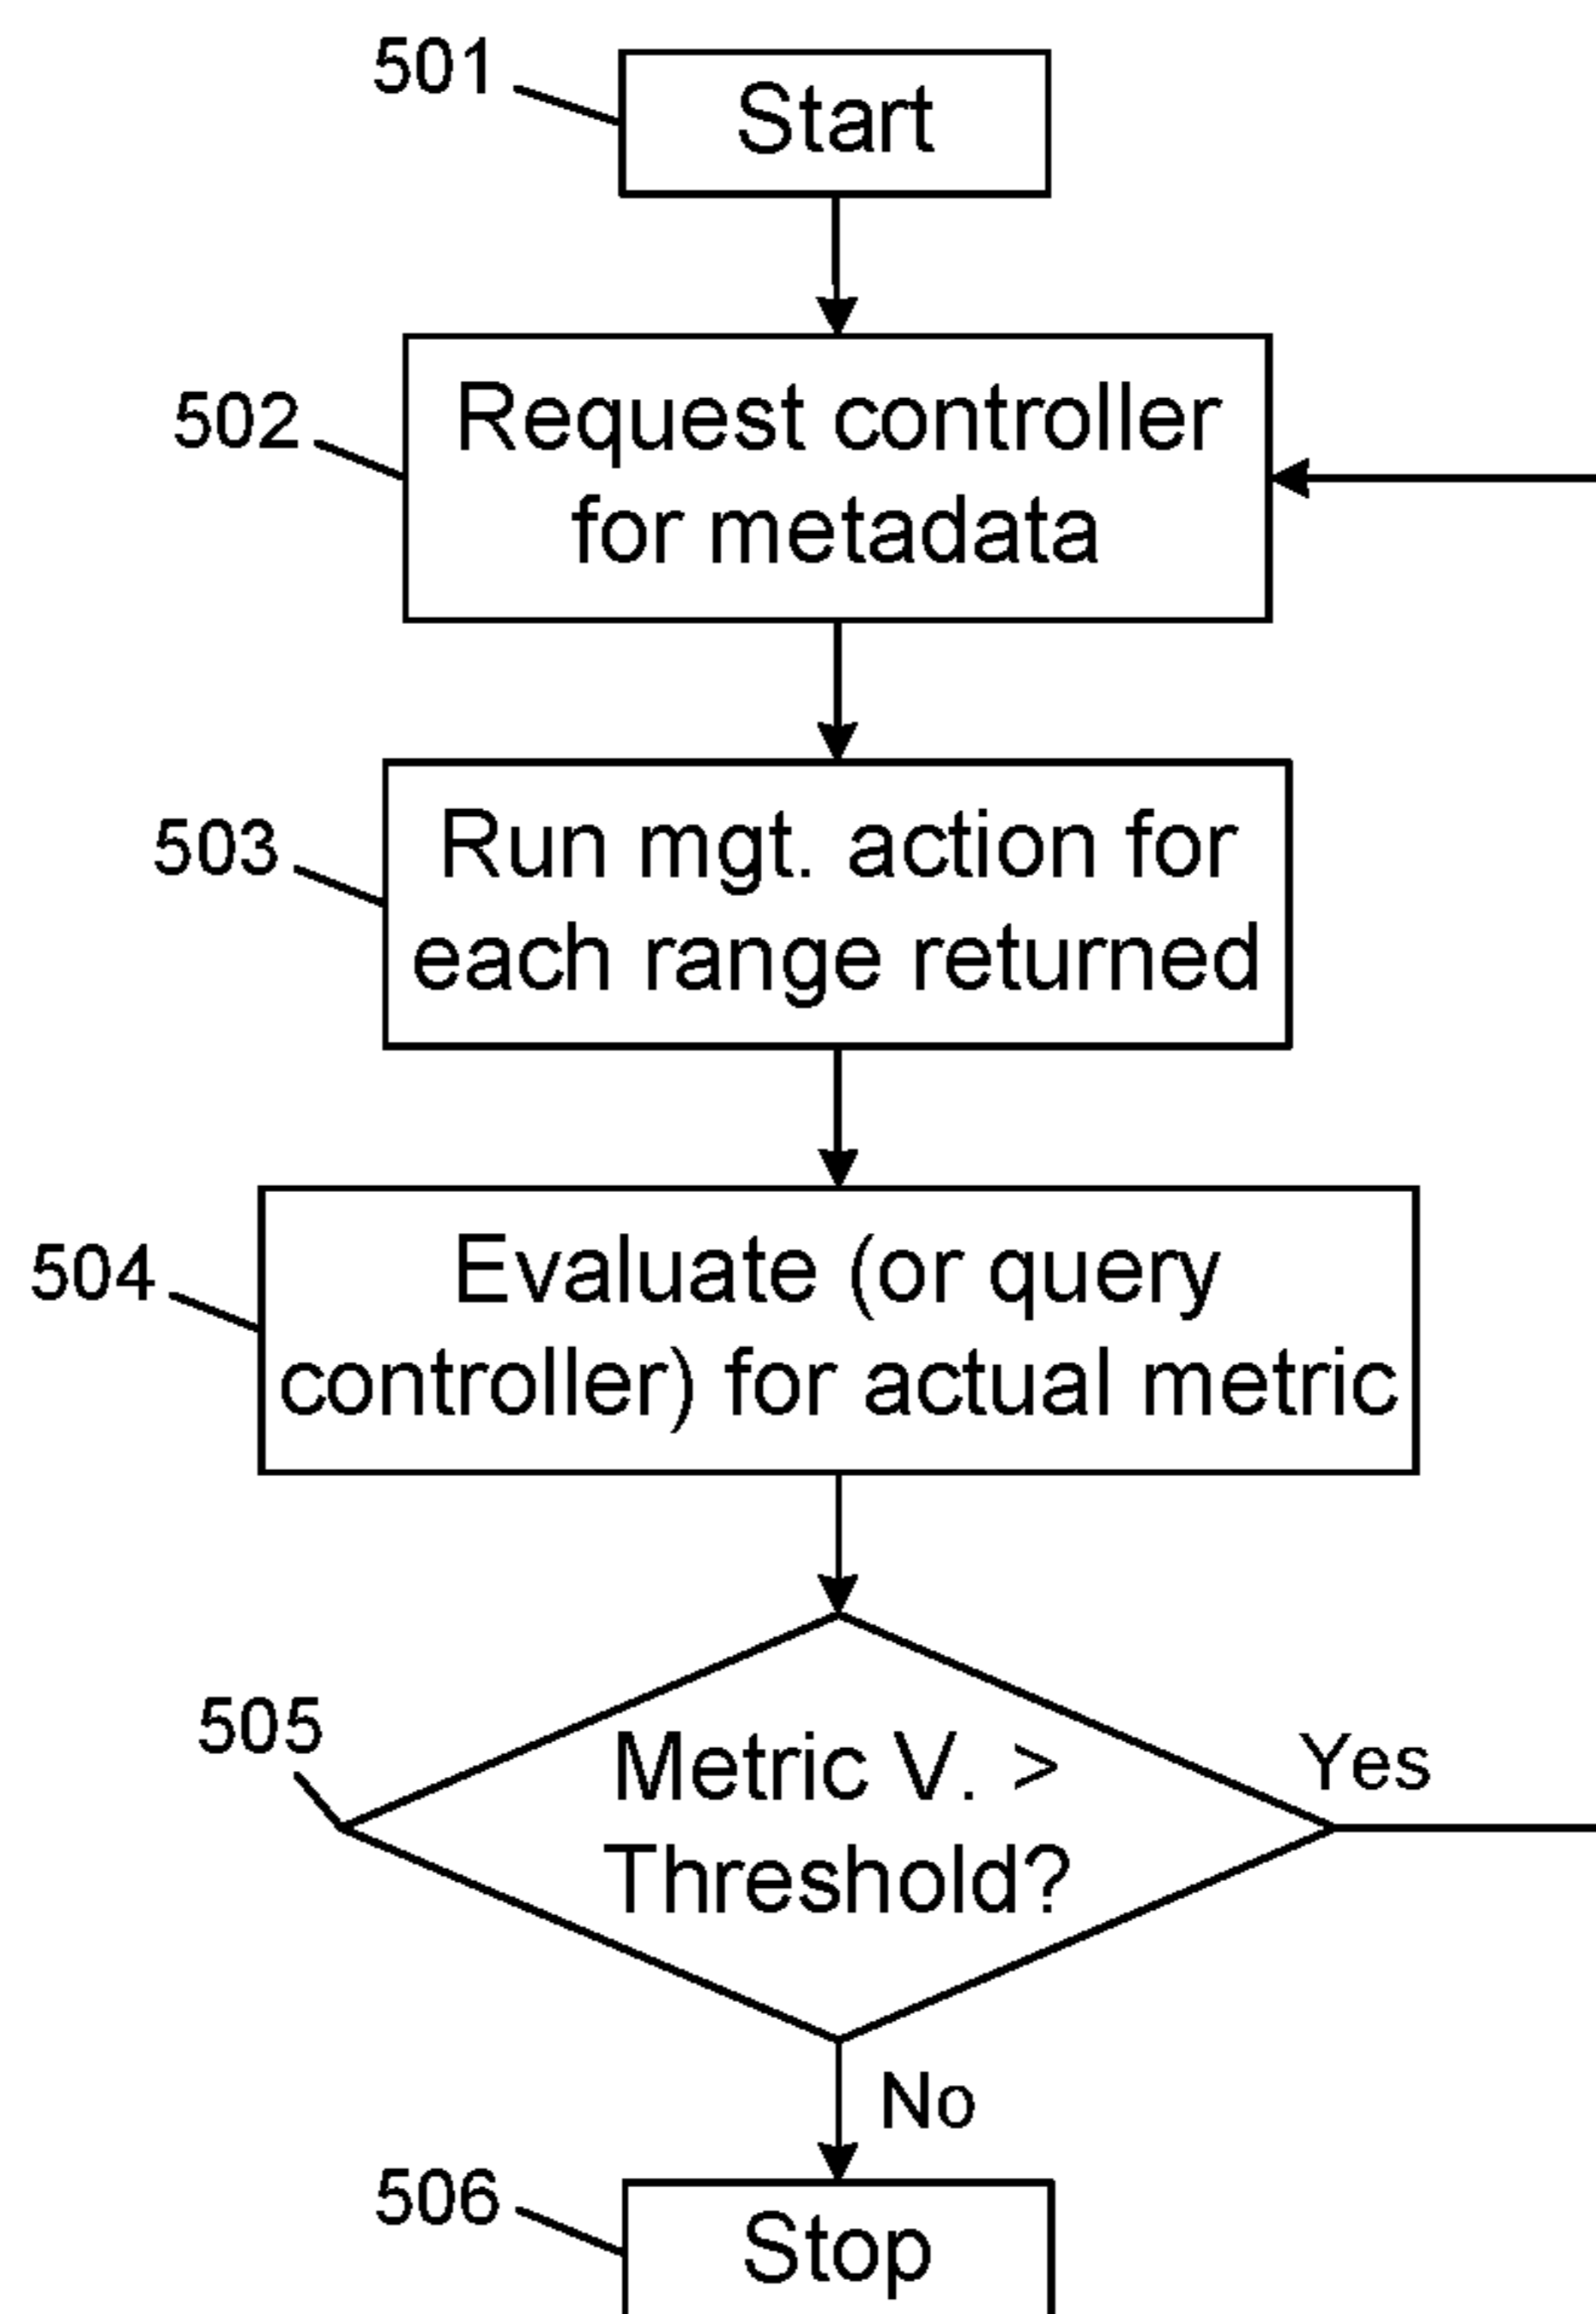 501
Start
502
Request controller
for metadata
503
Run mgt. action for
each range returned
504
Evaluate (or query
controller) for actual metric
505
Metric V. >
Threshold?
Yes
No
506
Stop